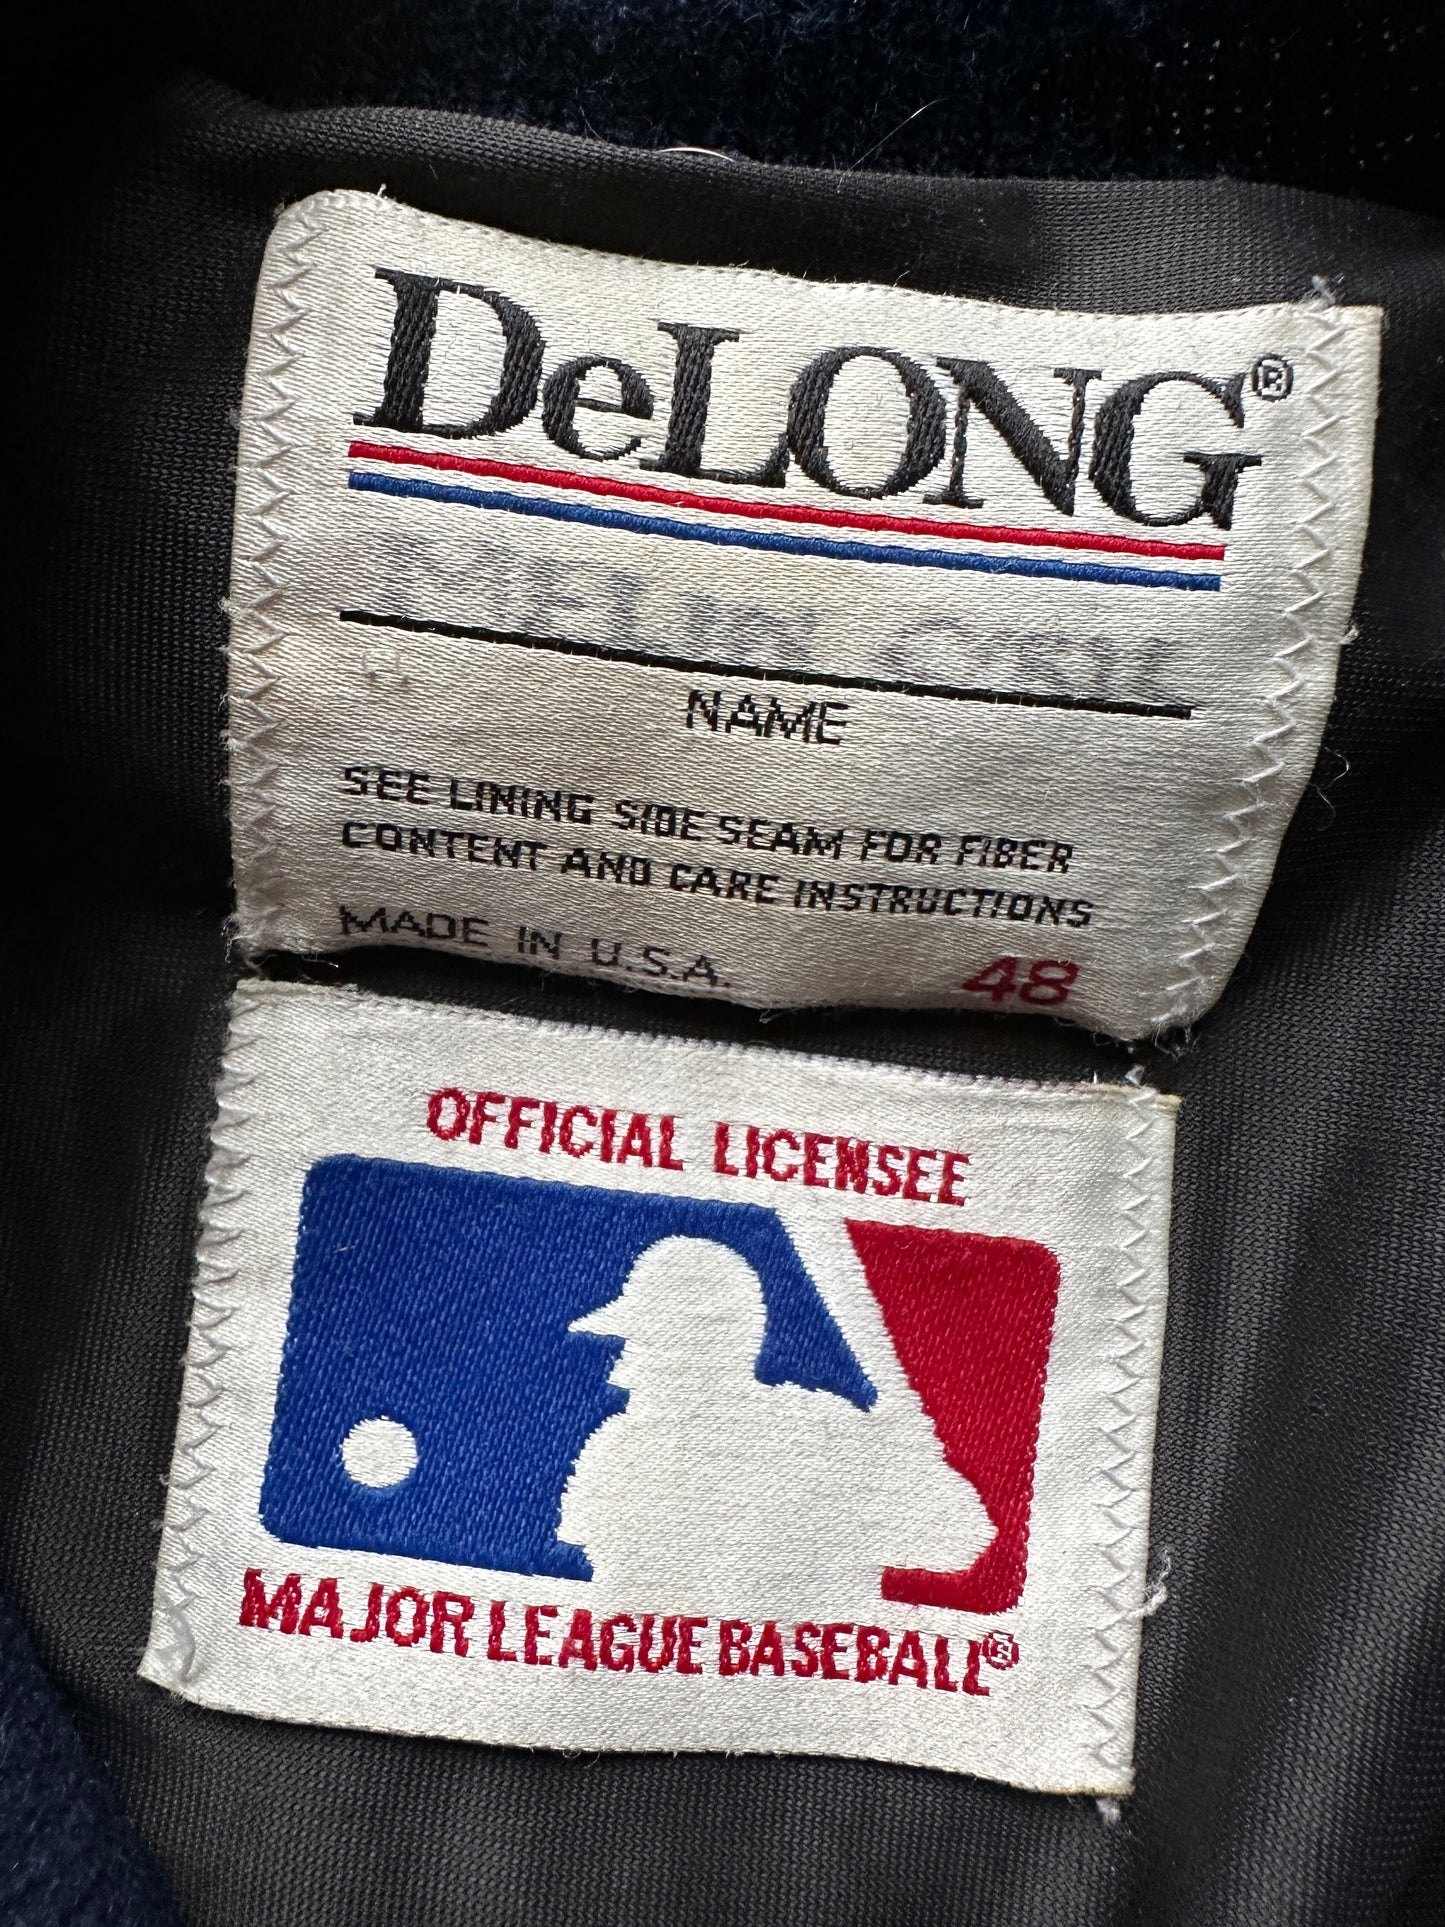 DeLONG®
NAME
SEE LINING SIDE SEAM FOR FIBER
CONTENT AND CARE INSTRUCTIONS
MADE IN U.S.A.
48
OFFICIAL LICENSEE
MAJOR LEAGUE BASEBALL®